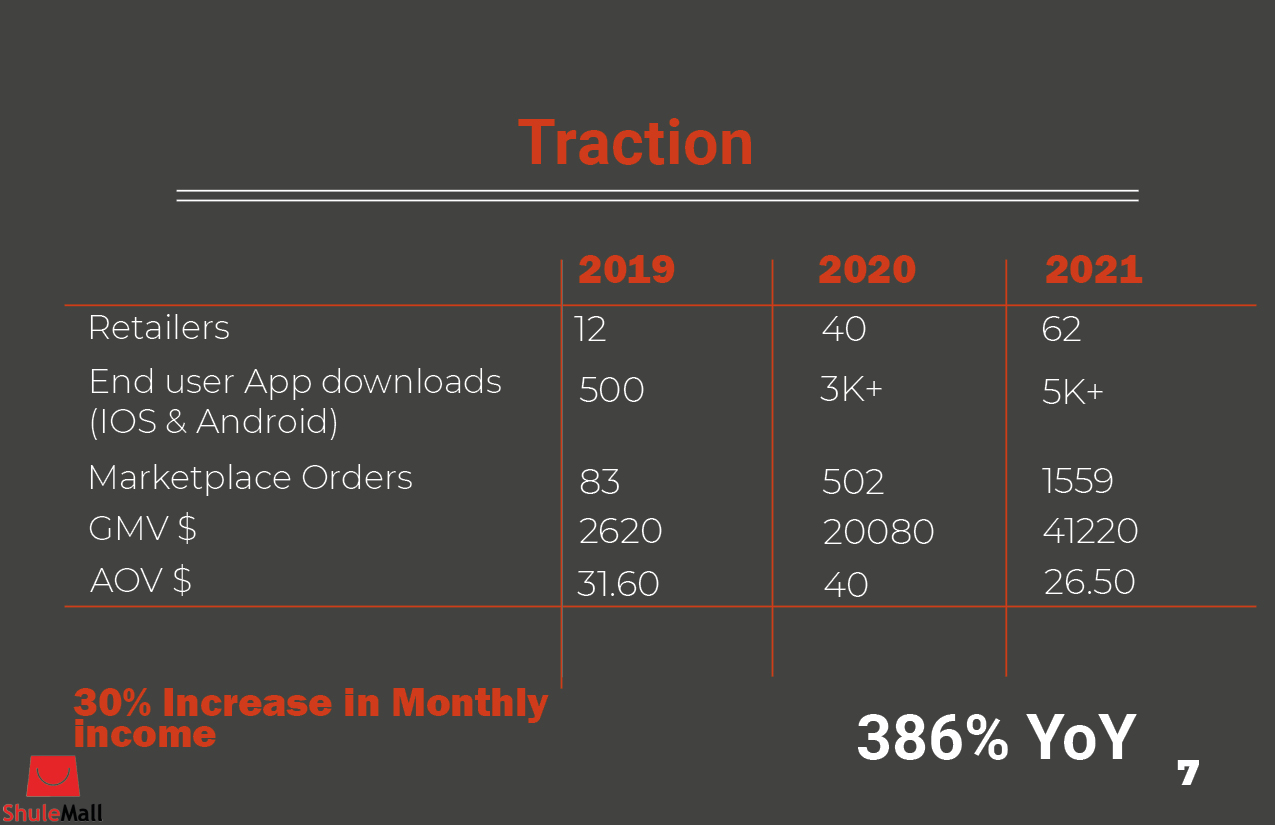 Traction
2019 2020 2021
Retailers 12 40 62
End user App downloads 500 3K+ 5K+
(IOS & Android)
Marketplace Orders 83 502 1559
GMV $ 2620 20080 41220
AOV $ 31.60 40 26.50
30% Increase in Monthly
income
386% YoY
7
ShuleMall